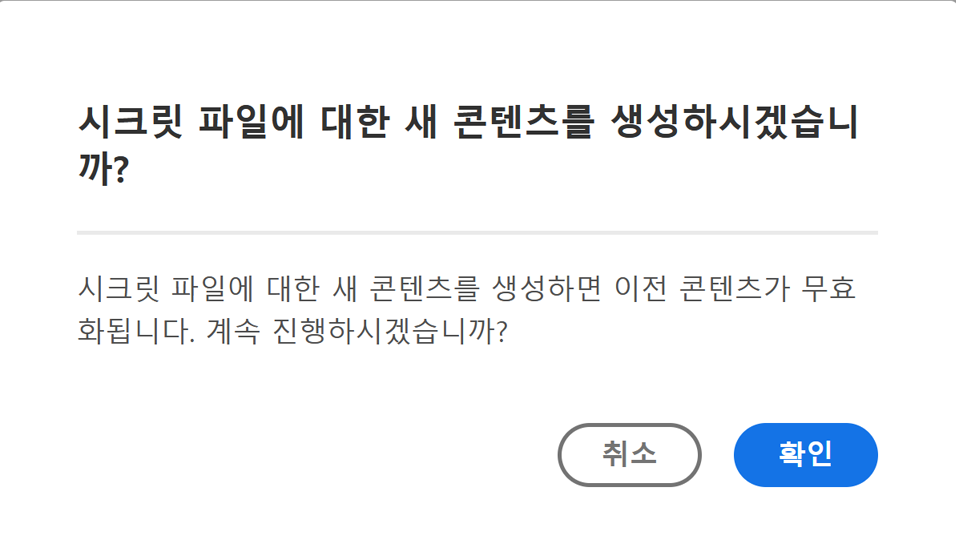 시크릿 파일에 대한 새 콘텐츠를 생성하시겠습니
까?
시크릿 파일에 대한 새 콘텐츠를 생성하면 이전 콘텐츠가 무효
화됩니다. 계속 진행하시겠습니까?
취소
확인